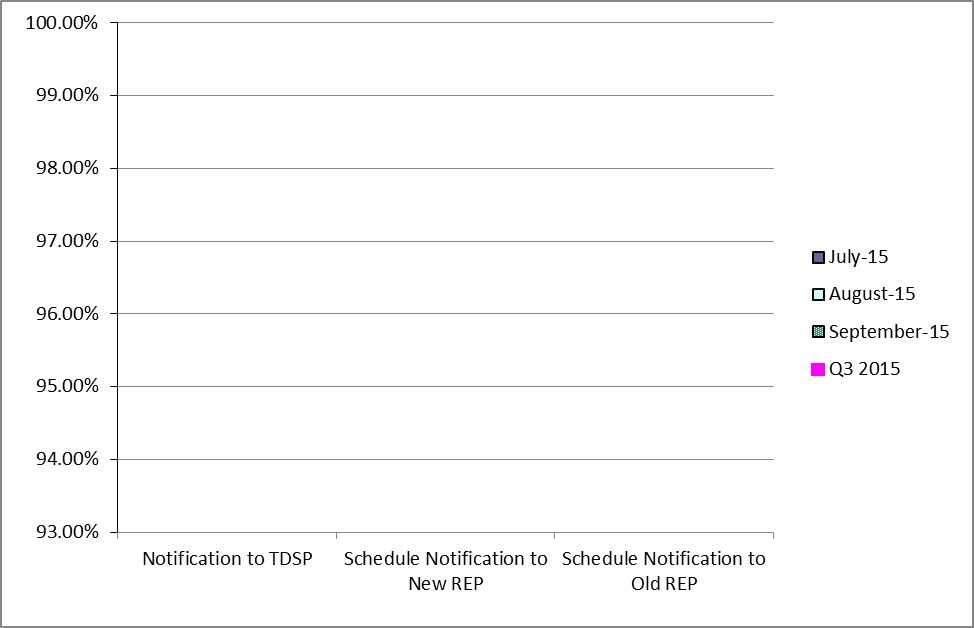 100.00%
99.00%
98.00%
97.00%
96.00%
95.00%
94.00%
93.00%
Notification to TDSP
Schedule Notification to
New REP
Schedule Notification to
Old REP
July-15
August-15
September-15
Q3 2015